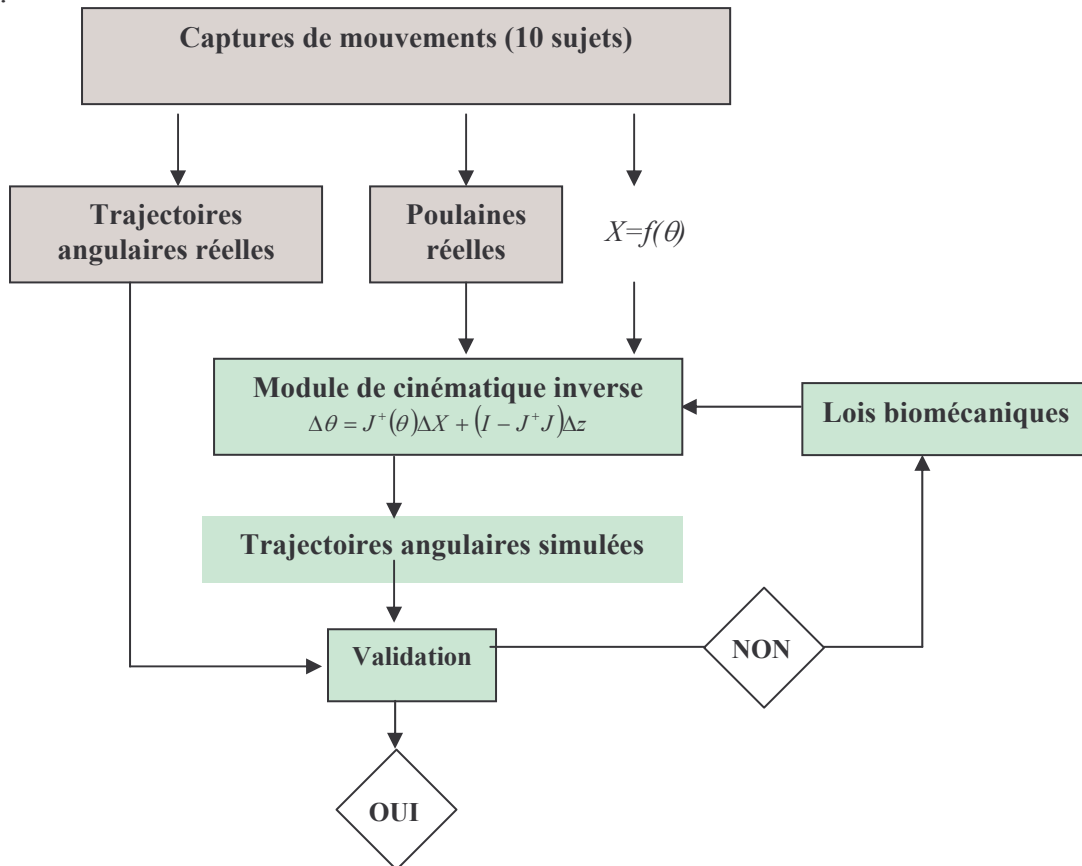 Captures de mouvements (10 sujets)
Trajectoires
angulaires réelles
Poulaines
réelles
X=f(θ)
Module de cinématique inverse
Δθ = J⁺(θ)ΔX + (I − J⁺J)Δz
Lois biomécaniques
Trajectoires angulaires simulées
Validation
NON
OUI